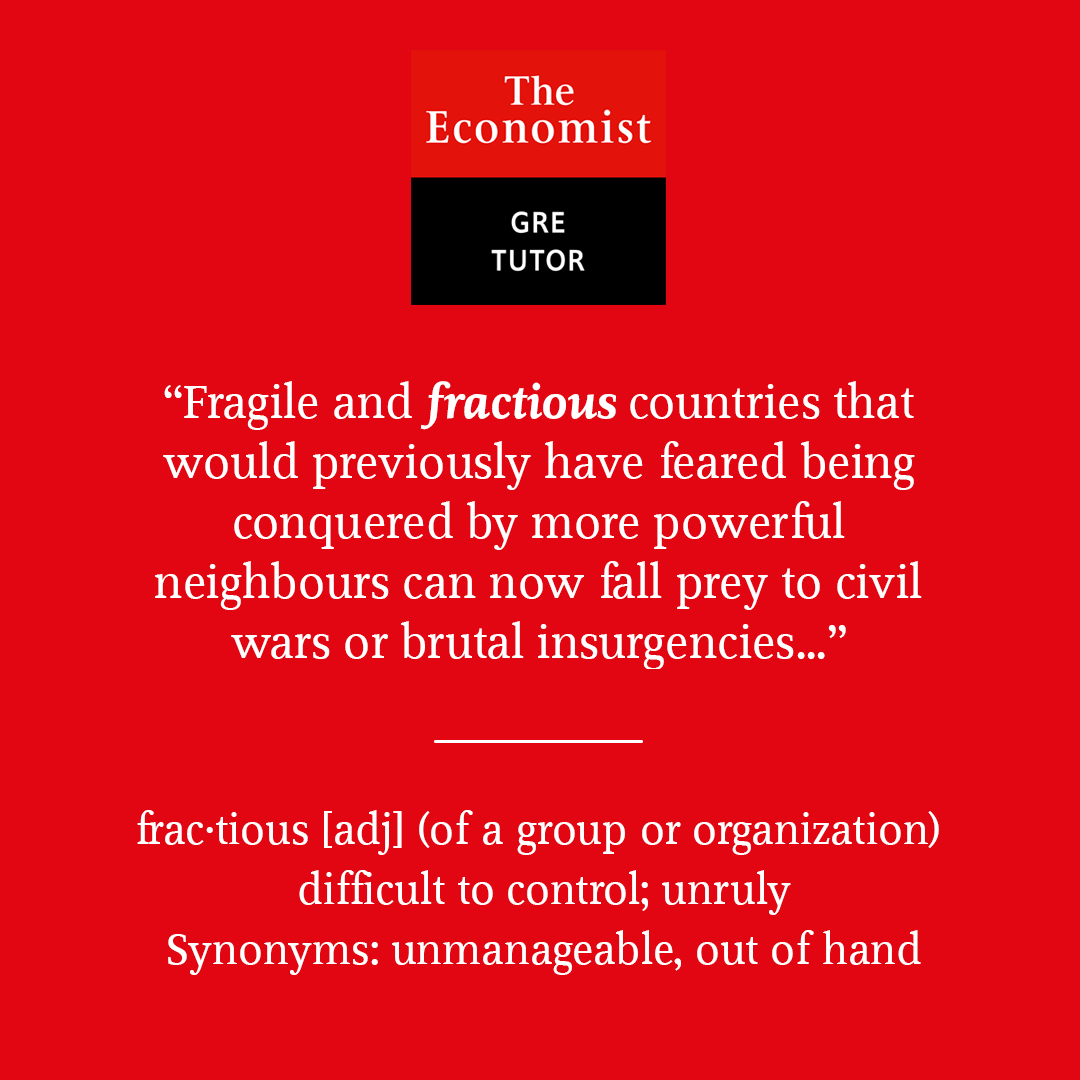 The
Economist
GRE
TUTOR
“Fragile and fractious countries that
would previously have feared being
conquered by more powerful
neighbours can now fall prey to civil
wars or brutal insurgencies...”
frac·tious [adj] (of a group or organization)
difficult to control; unruly
Synonyms: unmanageable, out of hand